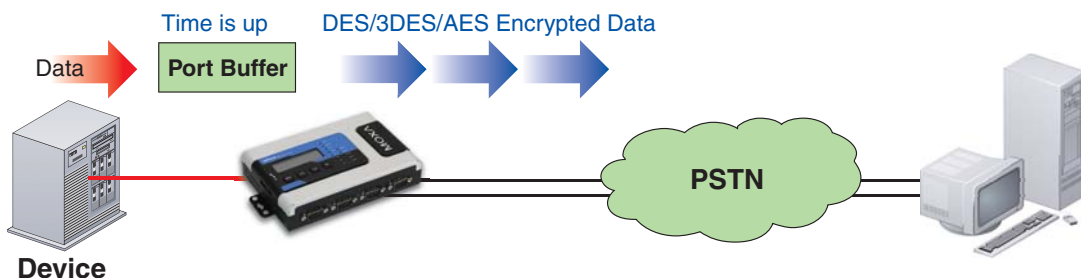 Time is up
DES/3DES/AES Encrypted Data
Data
Port Buffer
MOXA
PSTN
Device